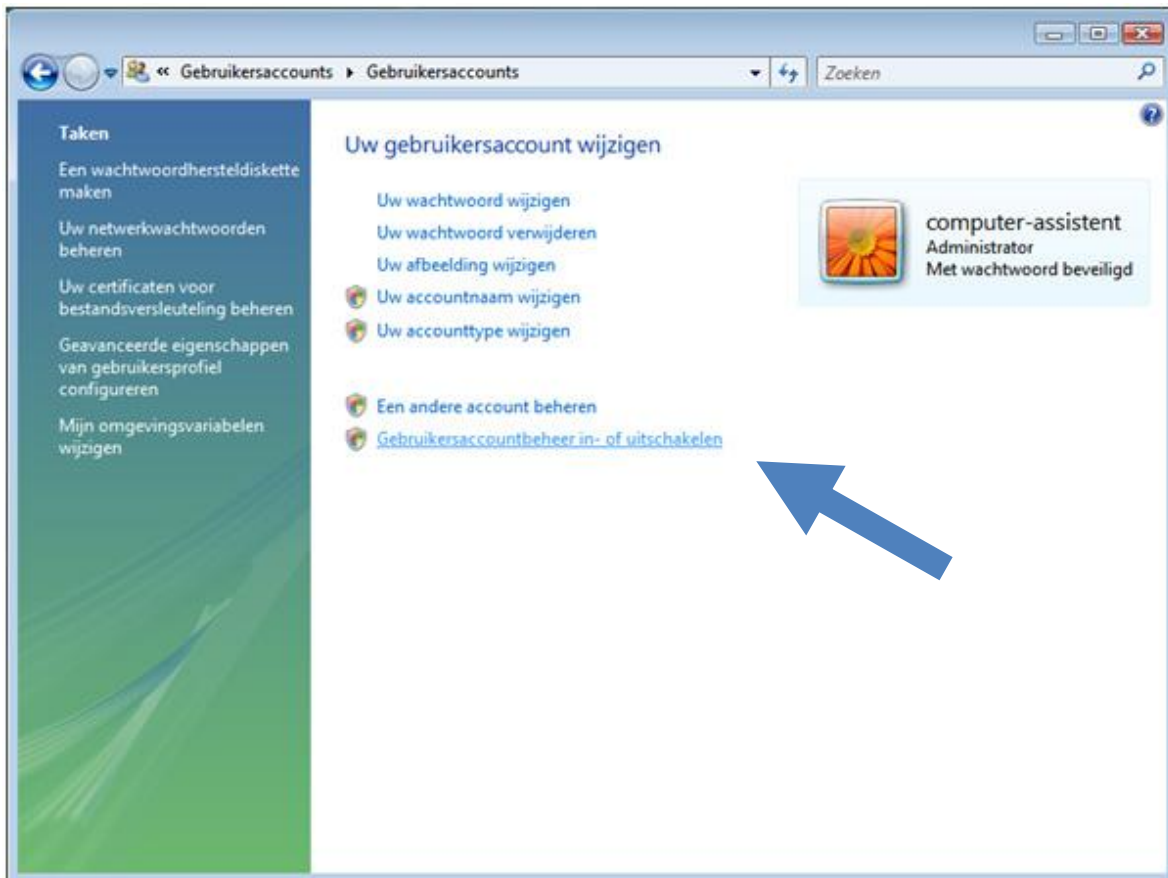 « Gebruikersaccounts ▸ Gebruikersaccounts
Zoeken
Taken
Een wachtwoordhersteldiskette
maken
Uw netwerkwachtwoorden
beheren
Uw certificaten voor
bestandsversleuteling beheren
Geavanceerde eigenschappen
van gebruikersprofiel
configureren
Mijn omgevingsvariabelen
wijzigen
Uw gebruikersaccount wijzigen
Uw wachtwoord wijzigen
Uw wachtwoord verwijderen
Uw afbeelding wijzigen
Uw accountnaam wijzigen
Uw accounttype wijzigen
Een andere account beheren
Gebruikersaccountbeheer in- of uitschakelen
computer-assistent
Administrator
Met wachtwoord beveiligd